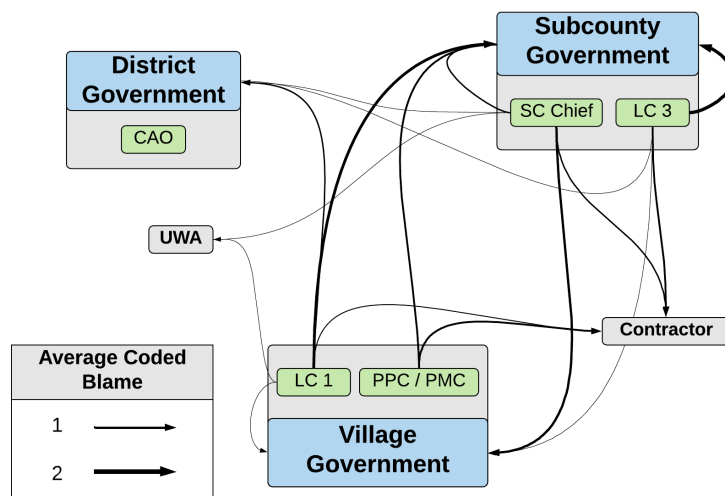 Subcounty
Government
District
Government
SC Chief
LC 3
CAO
UWA
Contractor
Average Coded
Blame
1
2
LC 1
PPC / PMC
Village
Government